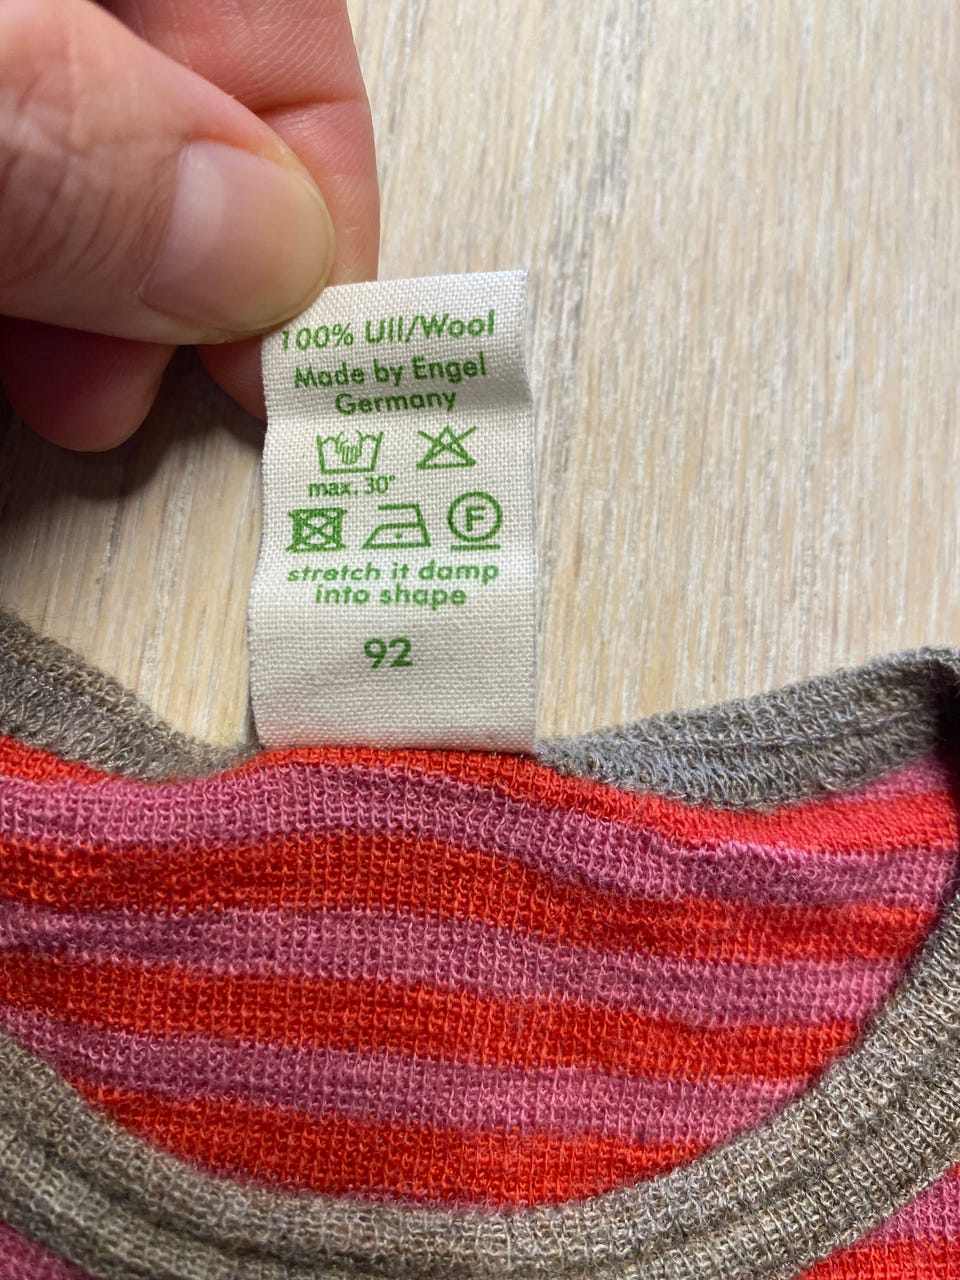 100% Ull/Wool
Made by Engel
Germany
max. 30°
F
stretch it damp
into shape
92